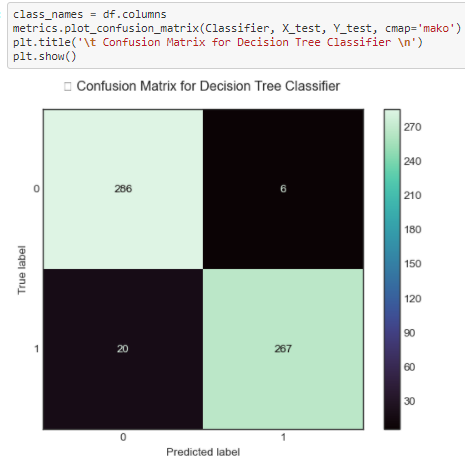 class_names = df.columns
metrics.plot_confusion_matrix(Classifier, X_test, Y_test, cmap='mako')
plt.title('\t Confusion Matrix for Decision Tree Classifier \n')
plt.show()
▯ Confusion Matrix for Decision Tree Classifier
0
286
6
1
20
267
0
1
True label
Predicted label
270
240
210
180
150
120
90
60
30